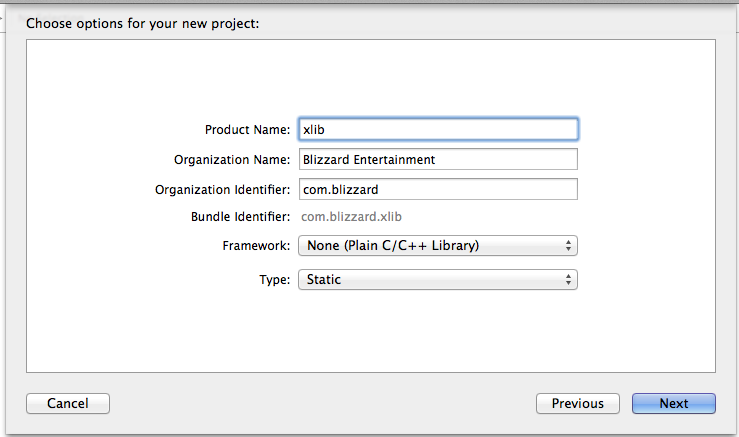 Choose options for your new project:
Product Name: xlib
Organization Name: Blizzard Entertainment
Organization Identifier: com.blizzard
Bundle Identifier: com.blizzard.xlib
Framework: None (Plain C/C++ Library)
Type: Static
Cancel Previous Next